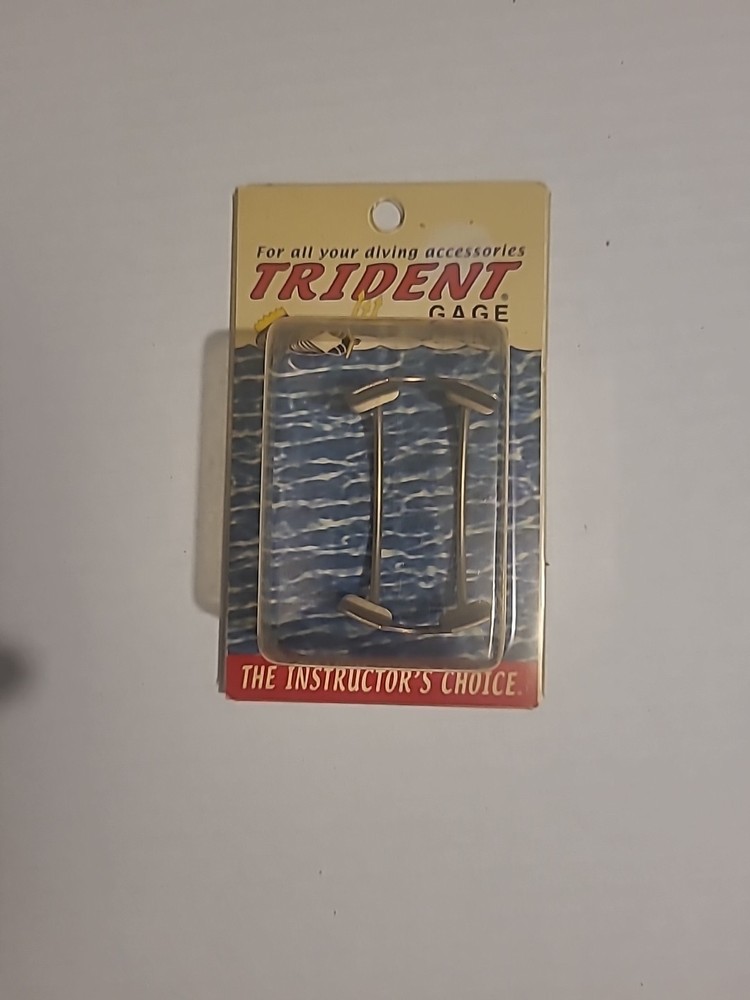 For all your diving accessories
TRIDENT®
GAGE
THE INSTRUCTOR'S CHOICE.